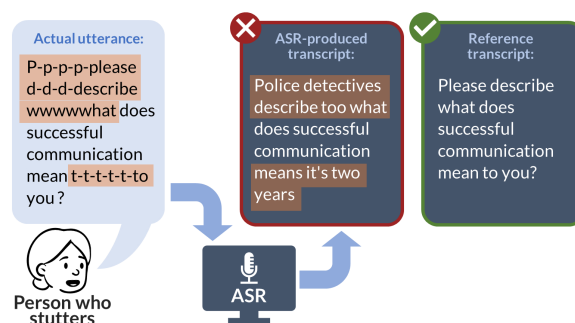 Actual utterance:
P-p-p-p-please
d-d-d-describe
wwwwwhat does
successful
communication
mean t-t-t-t-t-to
you?
Person who
stutters
ASR
ASR-produced
transcript:
Police detectives
describe too what
does successful
communication
means it's two
years
Reference
transcript:
Please describe
what does
successful
communication
mean to you?